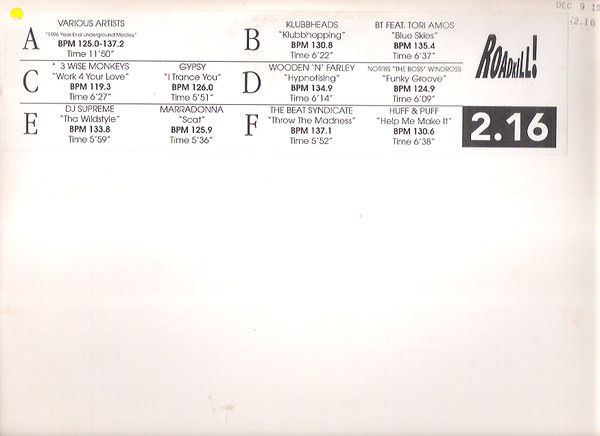 DEC 9 19
2.16
A
VARIOUS ARTISTS
"1996 Year End Underground Medley"
BPM 125.0-137.2
Time 11'50"
B
KLUBBHEADS
"Klubbhopping"
BPM 130.8
Time 6'22"
BT FEAT. TORI AMOS
"Blue Skies"
BPM 135.4
Time 6'37"
ROADKILL!
C
* 3 WISE MONKEYS
"Work 4 Your Love"
BPM 119.3
Time 6'27"
GYPSY
"I Trance You"
BPM 126.0
Time 5'51"
D
WOODEN 'N' FARLEY
"Hypnotising"
BPM 134.9
Time 6'14"
NORRIS "THE BOSS" WINDROSS
"Funky Groove"
BPM 124.9
Time 6'09"
E
DJ SUPREME
"Tha Wildstyle"
BPM 133.8
Time 5'59"
MARRADONNA
"Scat"
BPM 125.9
Time 5'36"
F
THE BEAT SYNDICATE
"Throw The Madness"
BPM 137.1
Time 5'52"
HUFF & PUFF
"Help Me Make It"
BPM 130.6
Time 6'38"
2.16